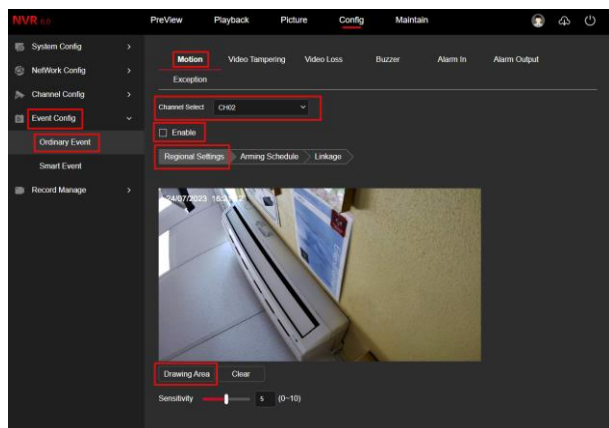 NVR
PreView Playback Picture Config Maintain
System Config
NetWork Config
Channel Config
Event Config
Ordinary Event
Smart Event
Record Manage
Motion Video Tampering Video Loss Buzzer Alarm In Alarm Output
Exception
Channel Select CH02
Enable
Regional Settings Arming Schedule Linkage
24/07/2023
Drawing Area Clear
Sensitivity 5 (0~10)